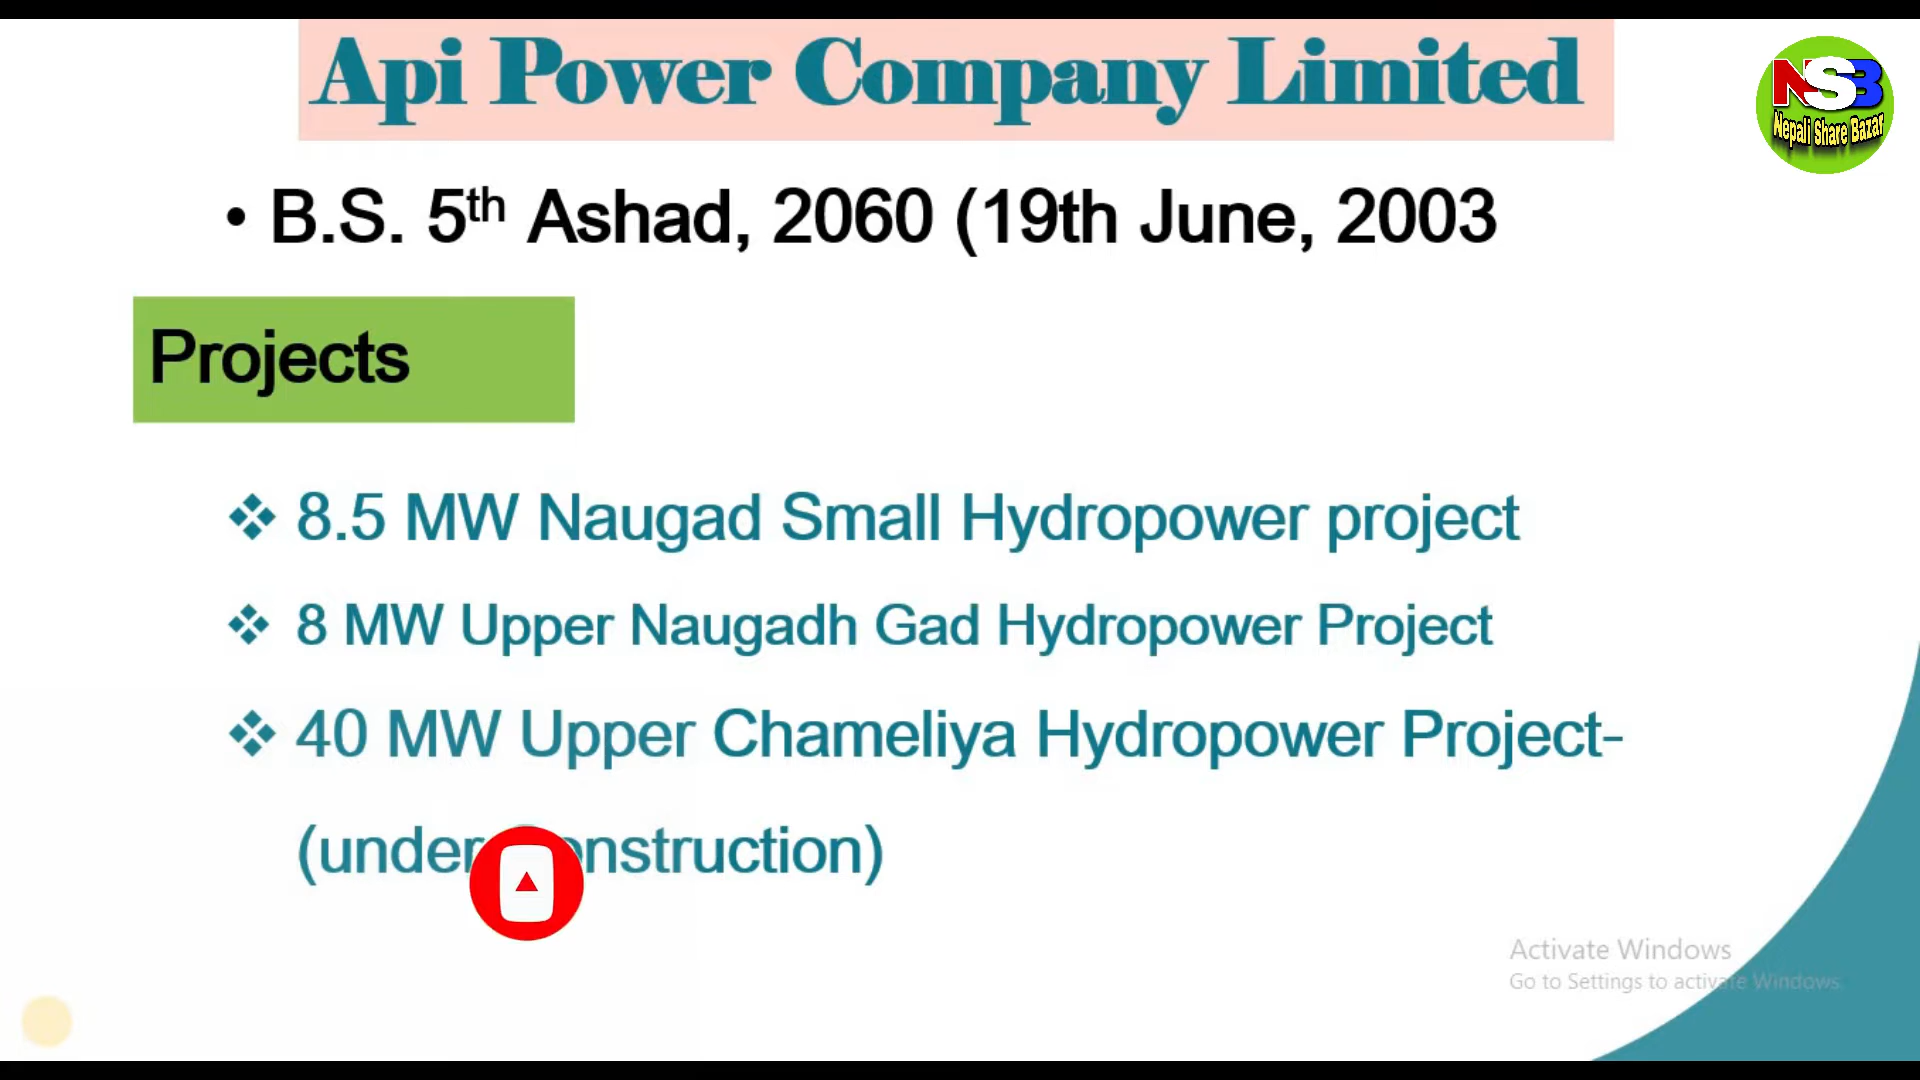 Api Power Company Limited
NSB
Nepali Share Bazar
• B.S. 5th Ashad, 2060 (19th June, 2003
Projects
❖ 8.5 MW Naugad Small Hydropower project
❖ 8 MW Upper Naugadh Gad Hydropower Project
❖ 40 MW Upper Chameliya Hydropower Project-
(under onstruction)
Activate Windows
Go to Settings to activate Windows.